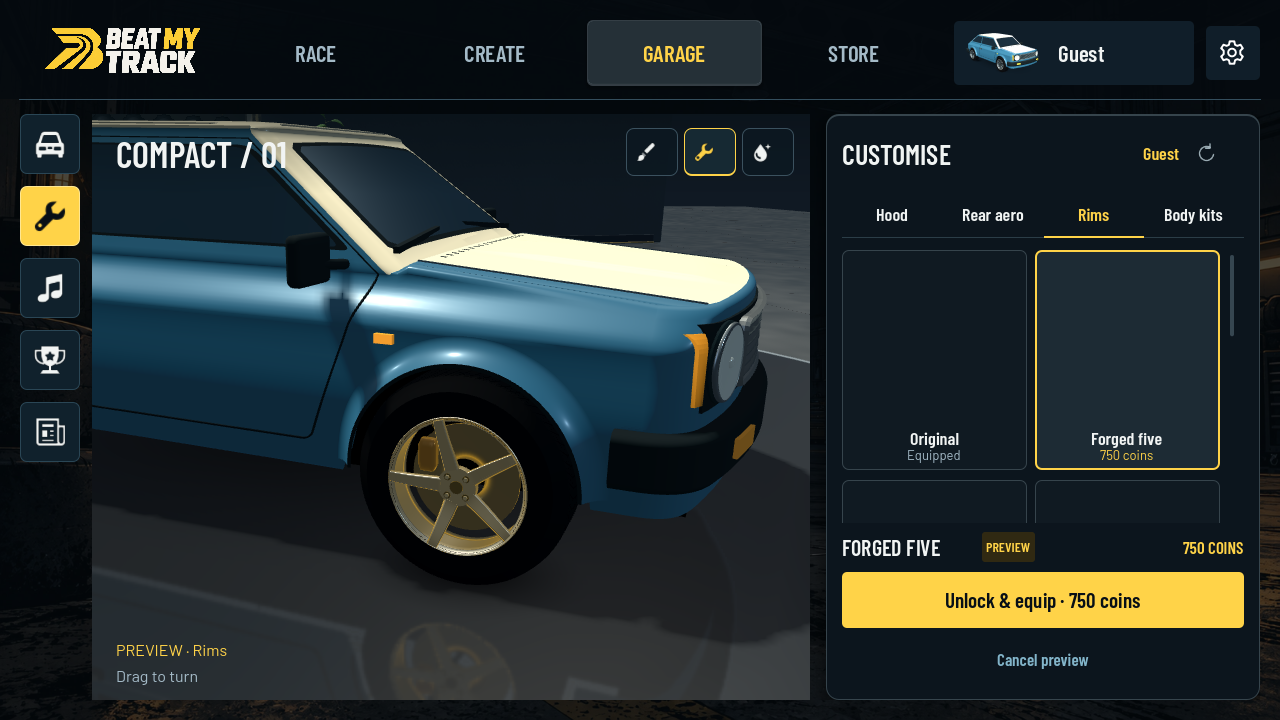 BEAT MY
TRACK
RACE
CREATE
GARAGE
STORE
Guest
COMPACT / 01
CUSTOMISE
Guest
Hood
Rear aero
Rims
Body kits
Original
Equipped
Forged five
750 coins
FORGED FIVE
PREVIEW
750 COINS
Unlock & equip · 750 coins
Cancel preview
PREVIEW · Rims
Drag to turn